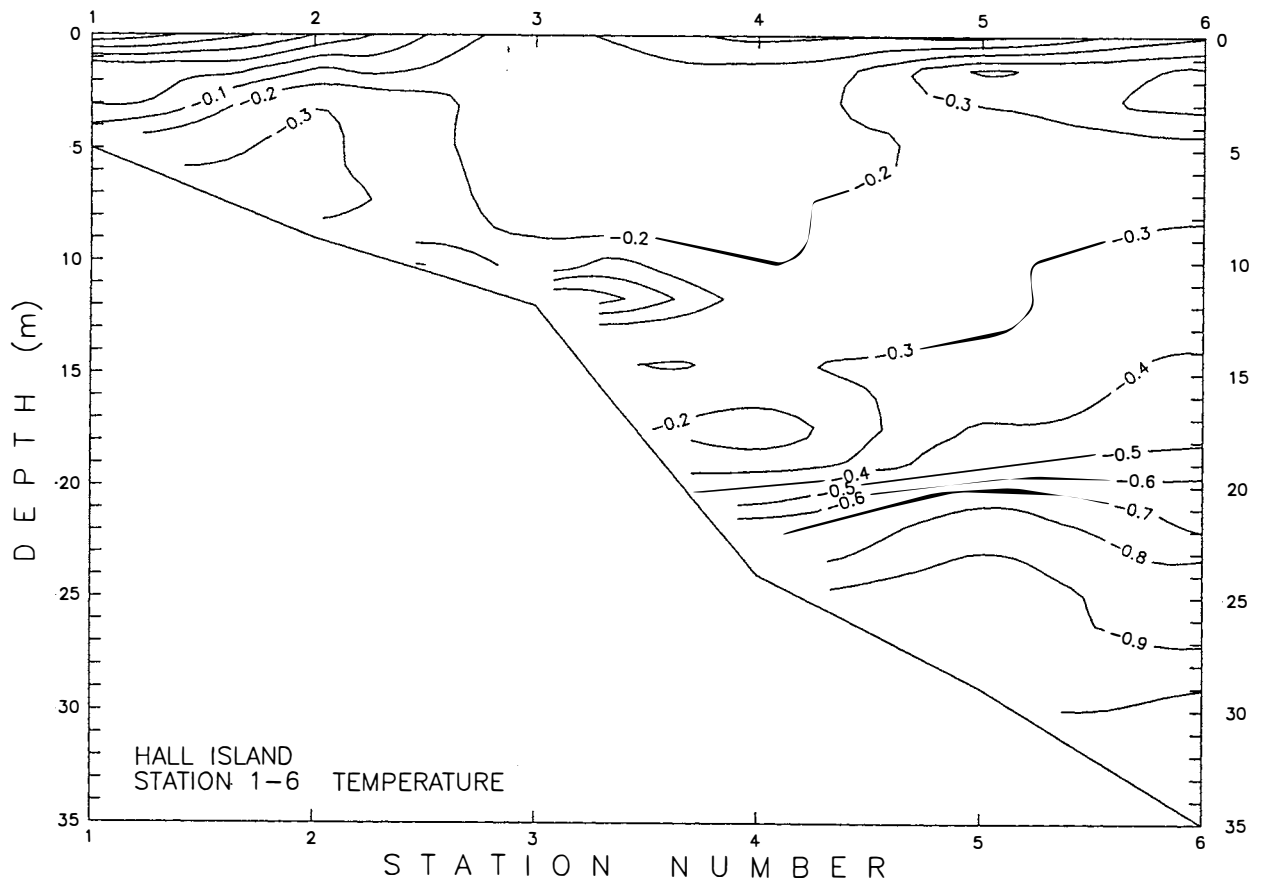 1 2 3 4 5 6
0 0
-0.1 -0.2 -0.3
-0.3
5 5
-0.2
-0.2 -0.3
10 10
-0.3
15 15
-0.4
-0.2
-0.4 -0.5
20 -0.5 -0.6 20
-0.6 -0.7
-0.8
25 25
-0.9
30 30
35 35
DEPTH (m)
HALL ISLAND
STATION 1-6 TEMPERATURE
1 2 3 4 5 6
STATION NUMBER